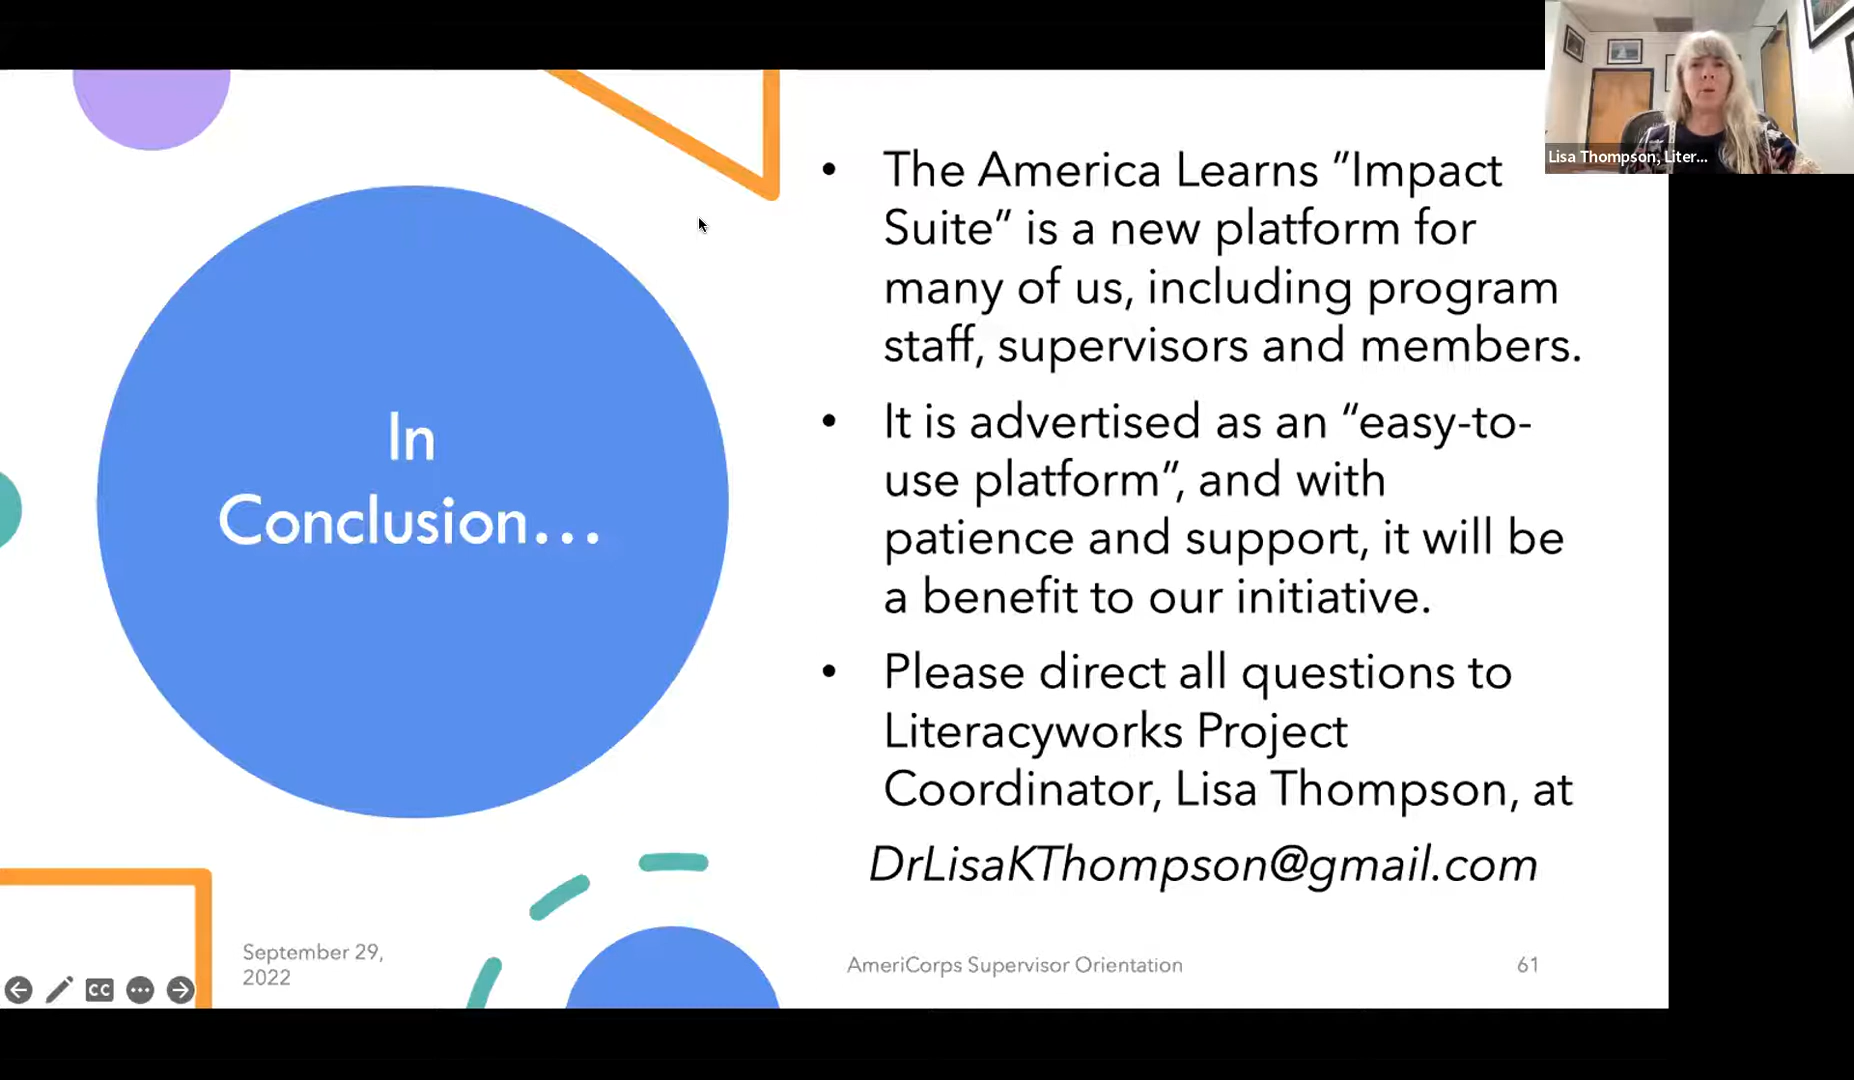 Lisa Thompson, Liter...
In
Conclusion...
• The America Learns "Impact
Suite" is a new platform for
many of us, including program
staff, supervisors and members.
• It is advertised as an "easy-to-
use platform", and with
patience and support, it will be
a benefit to our initiative.
• Please direct all questions to
Literacyworks Project
Coordinator, Lisa Thompson, at
DrLisaKThompson@gmail.com
September 29,
2022
AmeriCorps Supervisor Orientation
61
CC